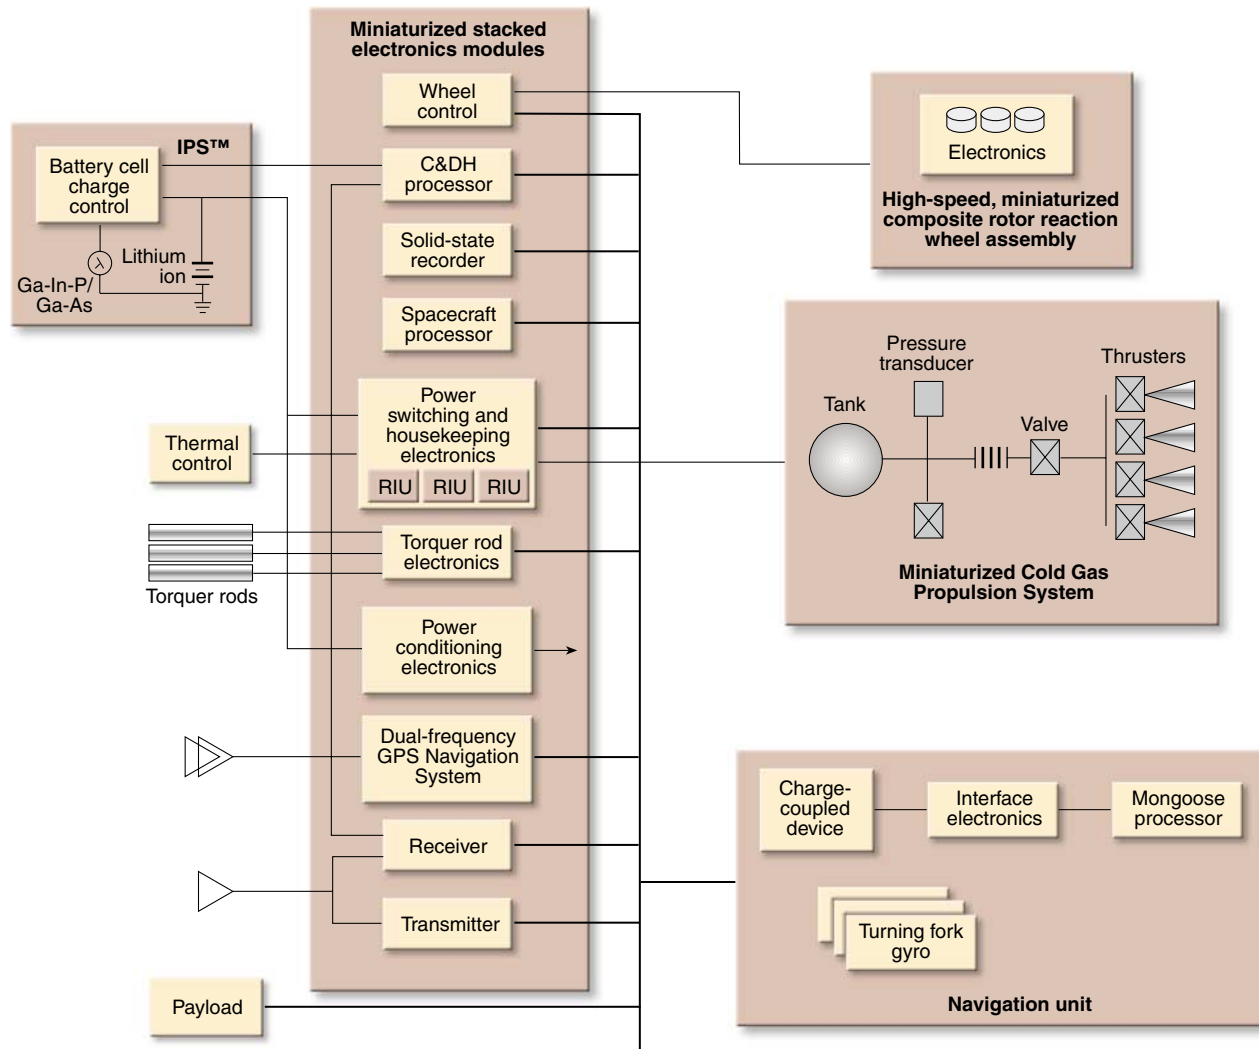 Miniaturized stacked
electronics modules
Wheel
control
C&DH
processor
Solid-state
recorder
Spacecraft
processor
Power
switching and
housekeeping
electronics
RIU RIU RIU
Torquer rod
electronics
Power
conditioning
electronics
Dual-frequency
GPS Navigation
System
Receiver
Transmitter
IPS™
Battery cell
charge
control
Lithium
ion
Ga-In-P/
Ga-As
Thermal
control
Torquer rods
Payload
Electronics
High-speed, miniaturized
composite rotor reaction
wheel assembly
Pressure
transducer
Thrusters
Tank
Valve
Miniaturized Cold Gas
Propulsion System
Charge-
coupled
device
Interface
electronics
Mongoose
processor
Turning fork
gyro
Navigation unit
λ